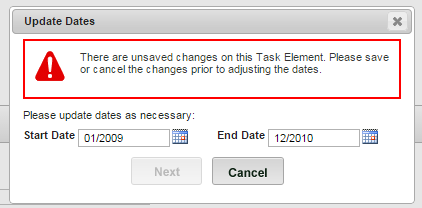 Update Dates
There are unsaved changes on this Task Element. Please save
or cancel the changes prior to adjusting the dates.
Please update dates as necessary:
Start Date 01/2009 End Date 12/2010
Next Cancel